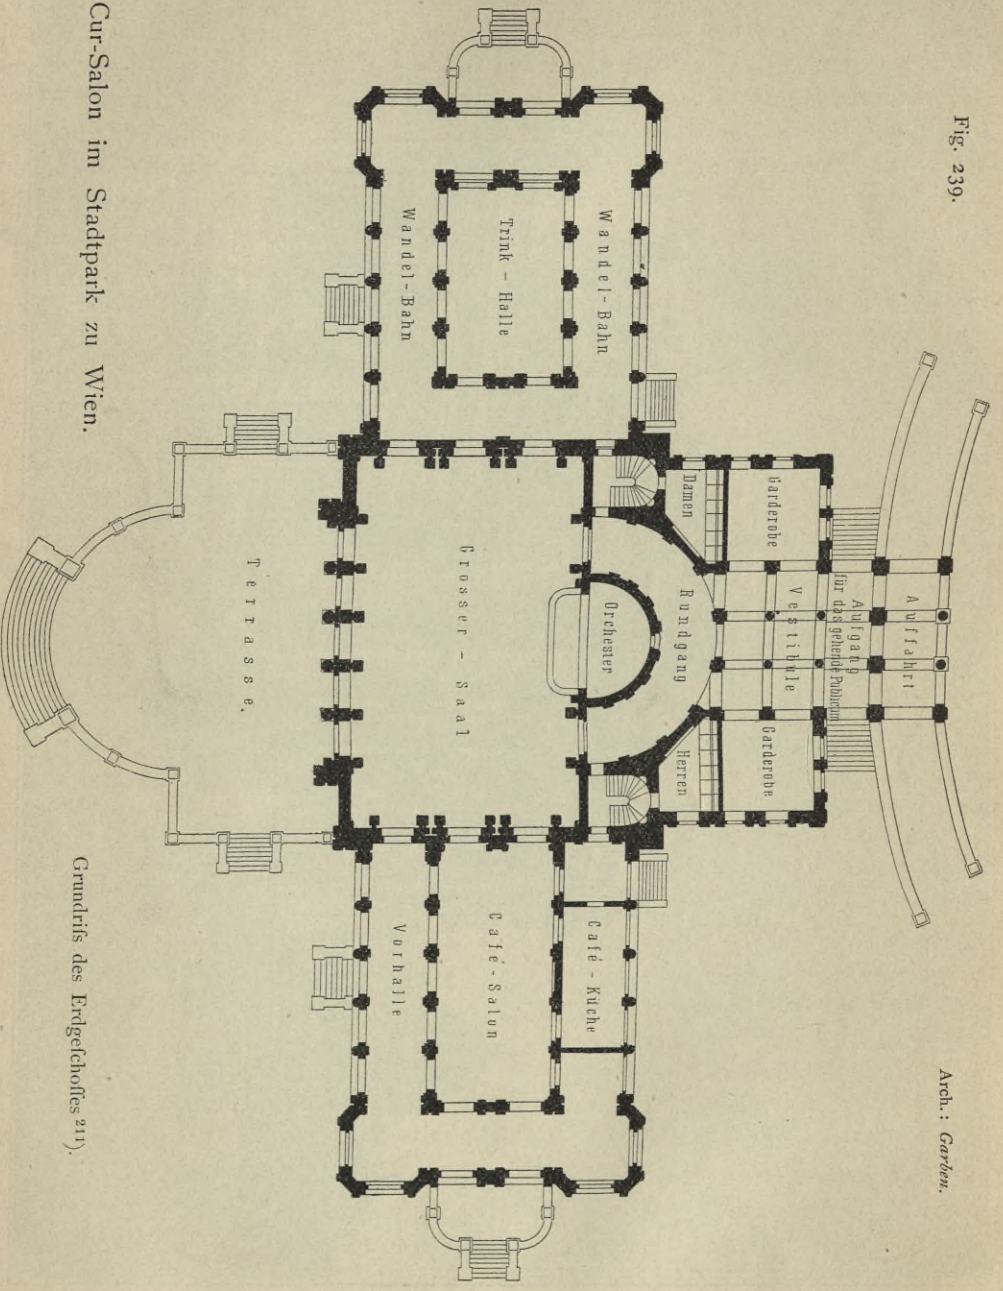 Fig. 239.
Arch.: Garben.
Auffahrt
Aufgang
für das gehende Publicum
Vestibule
Garderobe
Garderobe
Damen
Herren
Rundgang
Orchester
Wandel-Bahn
Trink-Halle
Wandel-Bahn
Grosser-Saal
Café-Küche
Café-Salon
Vorhalle
Terrasse.
Cur-Salon im Stadtpark zu Wien.
Grundriſs des Erdgeſchoſſes 211).